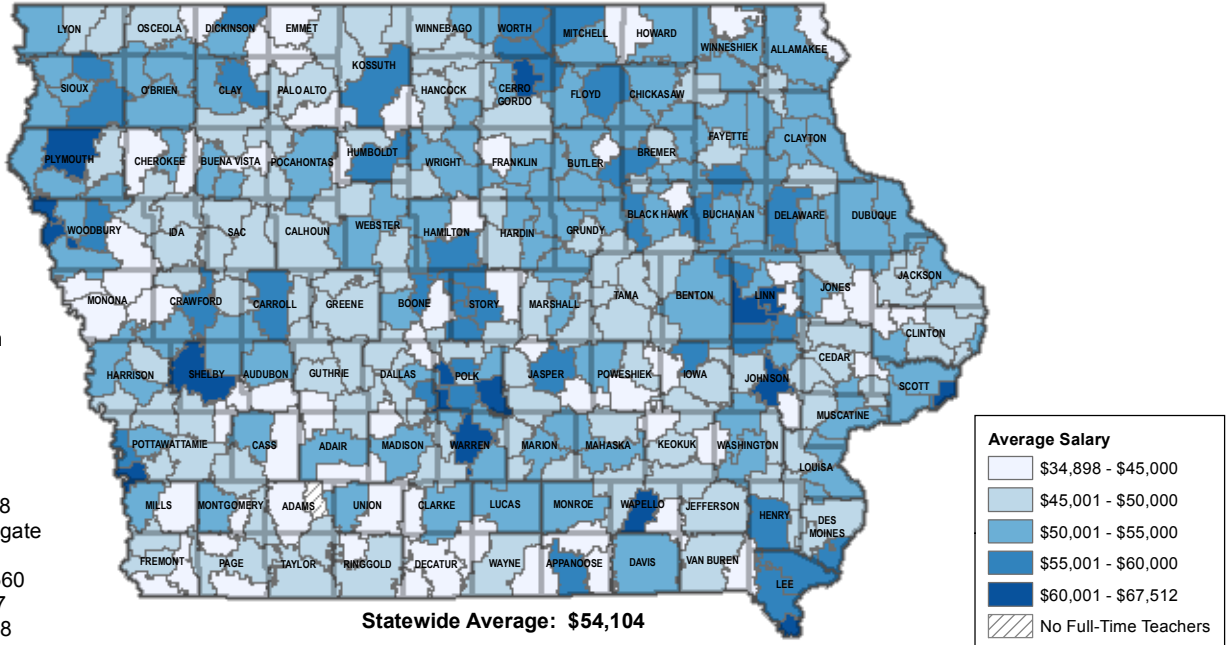 LYON OSCEOLA DICKINSON EMMET WINNEBAGO WORTH MITCHELL HOWARD WINNESHIEK ALLAMAKEE
KOSSUTH
SIOUX O'BRIEN CLAY PALO ALTO HANCOCK CERRO GORDO FLOYD CHICKASAW
FAYETTE CLAYTON
PLYMOUTH CHEROKEE BUENA VISTA POCAHONTAS HUMBOLDT WRIGHT FRANKLIN BUTLER BREMER
WOODBURY IDA SAC CALHOUN WEBSTER HAMILTON HARDIN GRUNDY BLACK HAWK BUCHANAN DELAWARE DUBUQUE
JACKSON
MONONA CRAWFORD CARROLL GREENE BOONE STORY MARSHALL TAMA BENTON LINN JONES
CLINTON
n
HARRISON SHELBY AUDUBON GUTHRIE DALLAS POLK JASPER POWESHIEK IOWA JOHNSON CEDAR
SCOTT
MUSCATINE
POTTAWATTAMIE CASS ADAIR MADISON WARREN MARION MAHASKA KEOKUK WASHINGTON
LOUISA
8
MILLS MONTGOMERY ADAMS UNION CLARKE LUCAS MONROE WAPELLO JEFFERSON HENRY DES MOINES
gate
FREMONT PAGE TAYLOR RINGGOLD DECATUR WAYNE APPANOOSE DAVIS VAN BUREN LEE
60
7
8
Statewide Average: $54,104
Average Salary
$34,898 - $45,000
$45,001 - $50,000
$50,001 - $55,000
$55,001 - $60,000
$60,001 - $67,512
No Full-Time Teachers